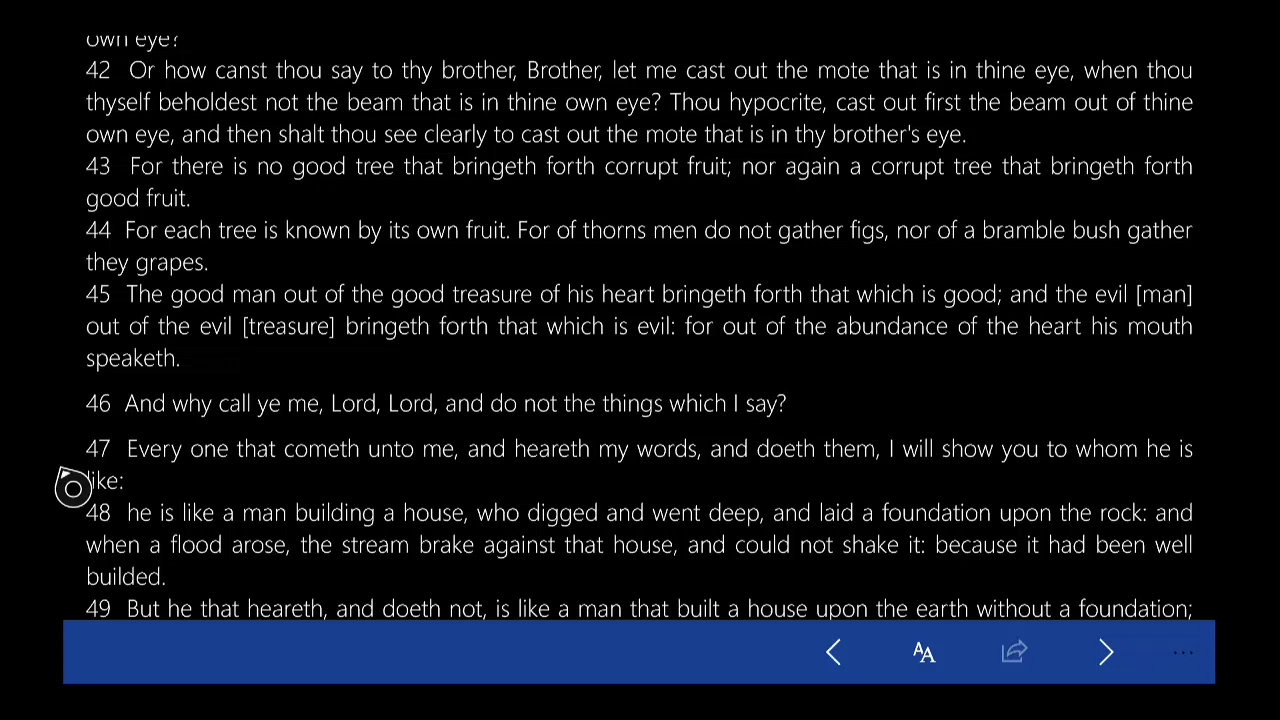 own eye?
42 Or how canst thou say to thy brother, Brother, let me cast out the mote that is in thine eye, when thou
thyself beholdest not the beam that is in thine own eye? Thou hypocrite, cast out first the beam out of thine
own eye, and then shalt thou see clearly to cast out the mote that is in thy brother's eye.
43 For there is no good tree that bringeth forth corrupt fruit; nor again a corrupt tree that bringeth forth
good fruit.
44 For each tree is known by its own fruit. For of thorns men do not gather figs, nor of a bramble bush gather
they grapes.
45 The good man out of the good treasure of his heart bringeth forth that which is good; and the evil [man]
out of the evil [treasure] bringeth forth that which is evil: for out of the abundance of the heart his mouth
speaketh.
46 And why call ye me, Lord, Lord, and do not the things which I say?
47 Every one that cometh unto me, and heareth my words, and doeth them, I will show you to whom he is
like:
48 he is like a man building a house, who digged and went deep, and laid a foundation upon the rock: and
when a flood arose, the stream brake against that house, and could not shake it: because it had been well
builded.
49 But he that heareth, and doeth not, is like a man that built a house upon the earth without a foundation;
AA